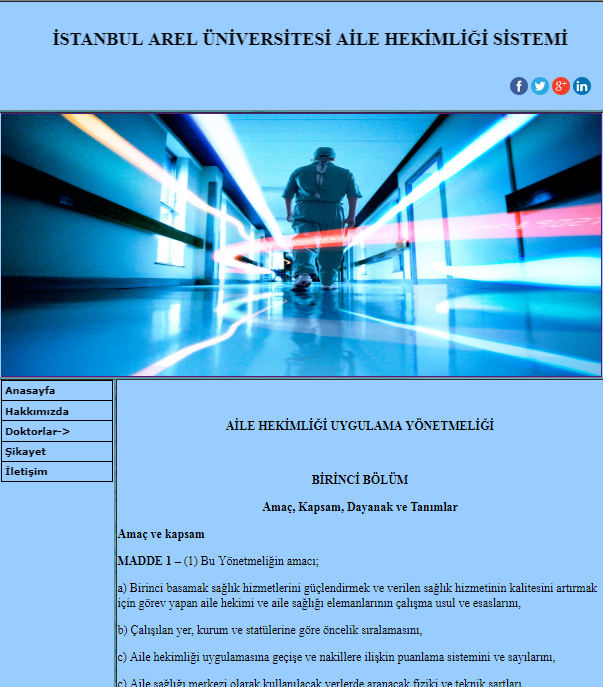 İSTANBUL AREL ÜNİVERSİTESİ AİLE HEKİMLİĞİ SİSTEMİ
Anasayfa
Hakkımızda
Doktorlar->
Şikayet
İletişim
AİLE HEKİMLİĞİ UYGULAMA YÖNETMELİĞİ
BİRİNCİ BÖLÜM
Amaç, Kapsam, Dayanak ve Tanımlar
Amaç ve kapsam
MADDE 1 – (1) Bu Yönetmeliğin amacı;
a) Birinci basamak sağlık hizmetlerini güçlendirmek ve verilen sağlık hizmetinin kalitesini artırmak
için görev yapan aile hekimi ve aile sağlığı elemanlarının çalışma usul ve esaslarını,
b) Çalışılan yer, kurum ve statülerine göre öncelik sıralamasını,
c) Aile hekimliği uygulamasına geçişe ve nakillere ilişkin puanlama sistemini ve sayılarını,
ç) Aile sağlığı merkezi olarak kullanılacak yerlerde aranacak fiziki ve teknik şartları,